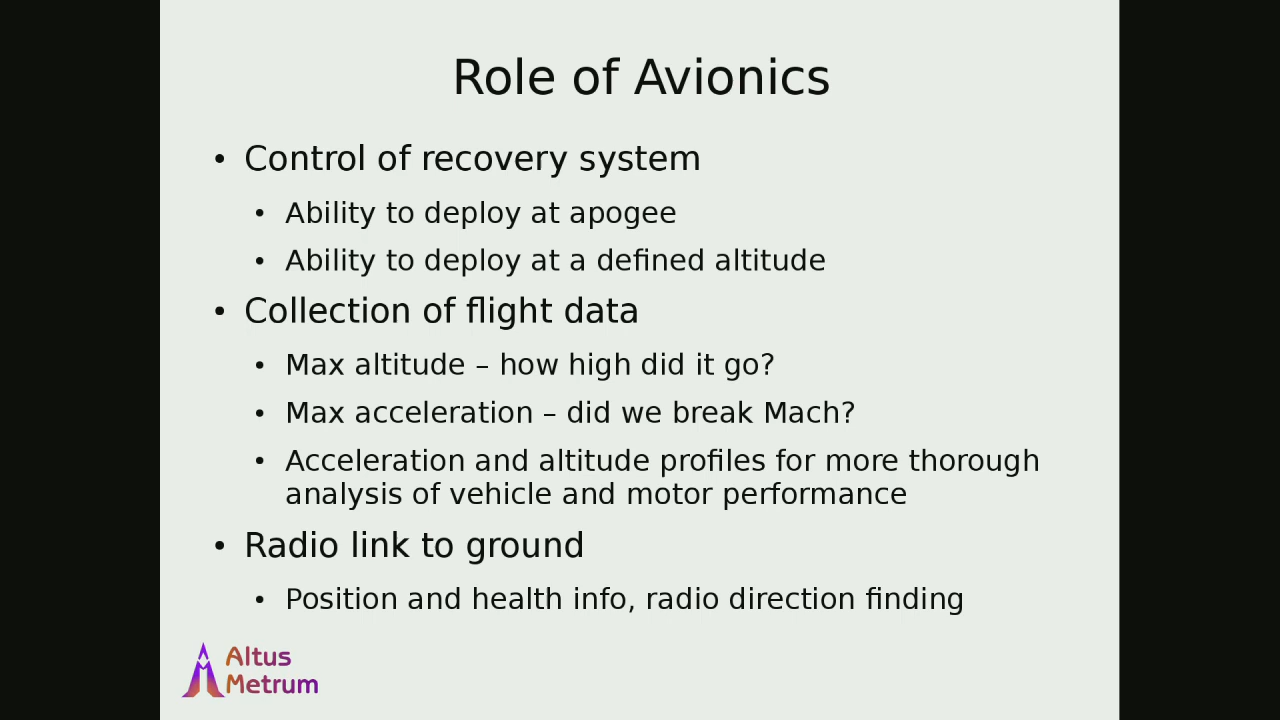 Role of Avionics
• Control of recovery system
• Ability to deploy at apogee
• Ability to deploy at a defined altitude
• Collection of flight data
• Max altitude – how high did it go?
• Max acceleration – did we break Mach?
• Acceleration and altitude profiles for more thorough
analysis of vehicle and motor performance
• Radio link to ground
• Position and health info, radio direction finding
Altus
Metrum